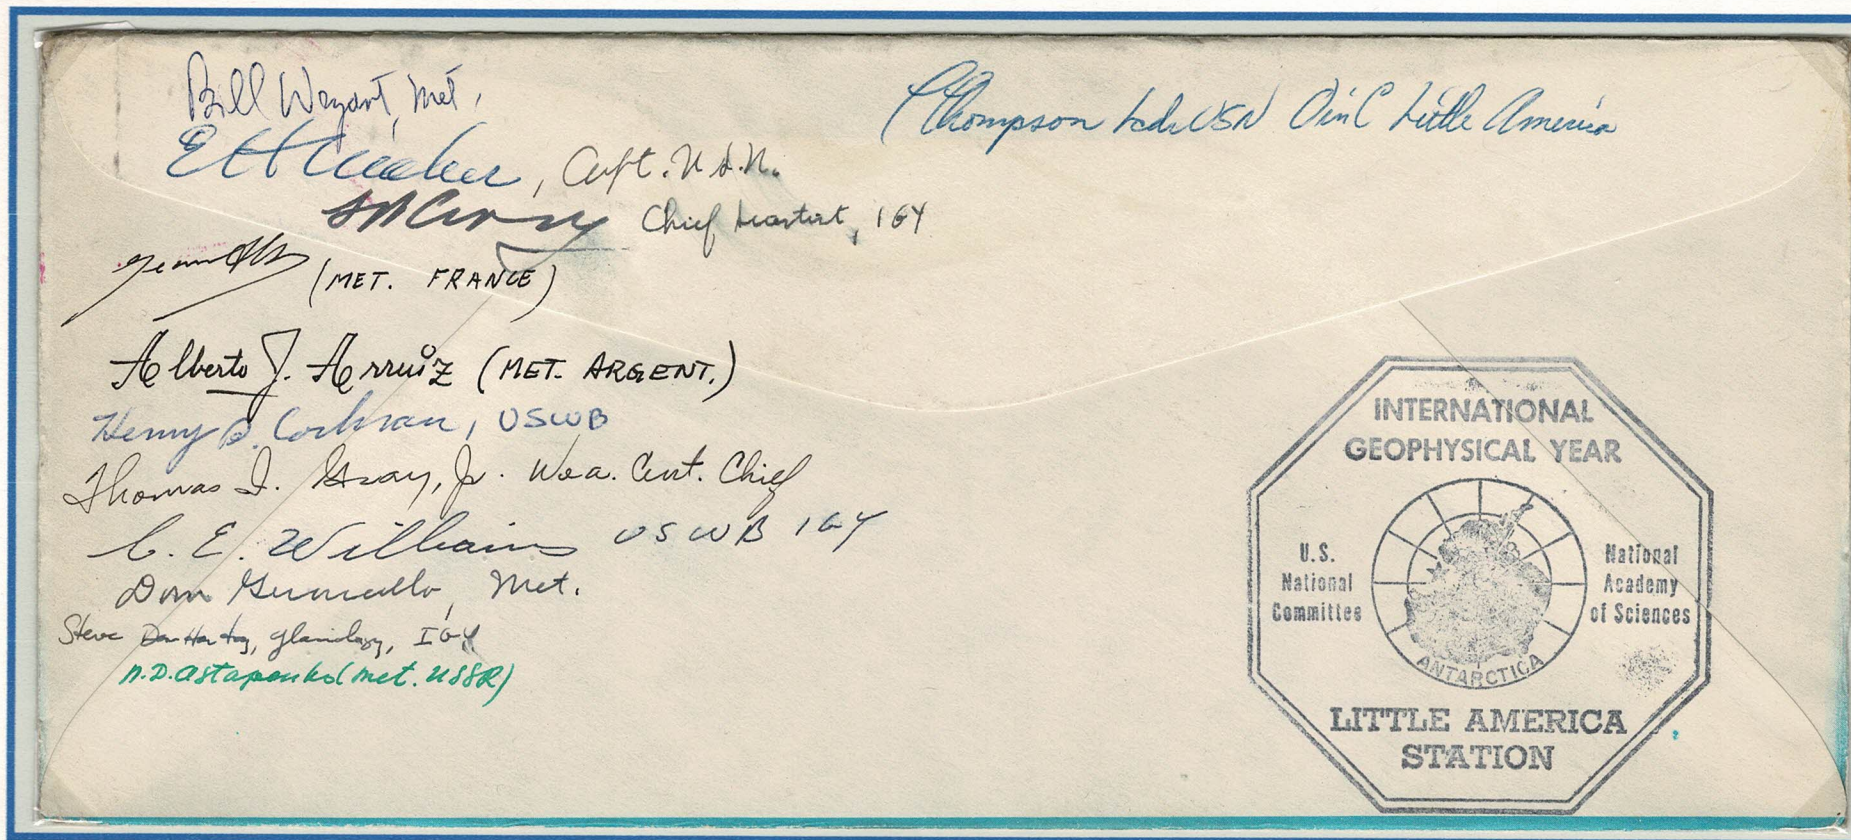 Bill Weyant, Met.
Thompson Lcdr USN OinC Little America
E H, Capt. U.S.N.
Chief Scientist, IGY
(MET. FRANCE)
Alberto J. Arruiz (MET. ARGENT.)
Henry Cochran, USWB
Thomas I. Gray, Jr. Wea. Cent. Chief
C. E. Williams USWB IGY
Don, Met.
Steve Den Hartog, glaciology, IGY
P.D. Astapenko (Met. USSR)
INTERNATIONAL
GEOPHYSICAL YEAR
U.S.
National
Committee
National
Academy
of Sciences
ANTARCTICA
LITTLE AMERICA
STATION